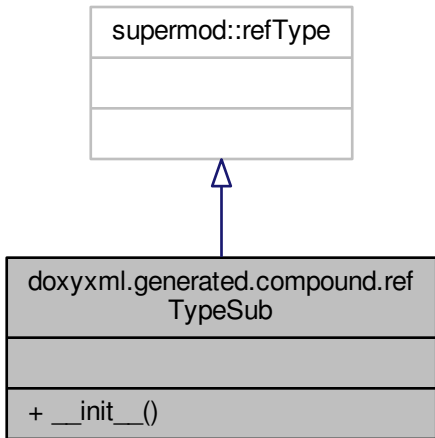 supermod::refType
doxyxml.generated.compound.ref
TypeSub
+ __init__()